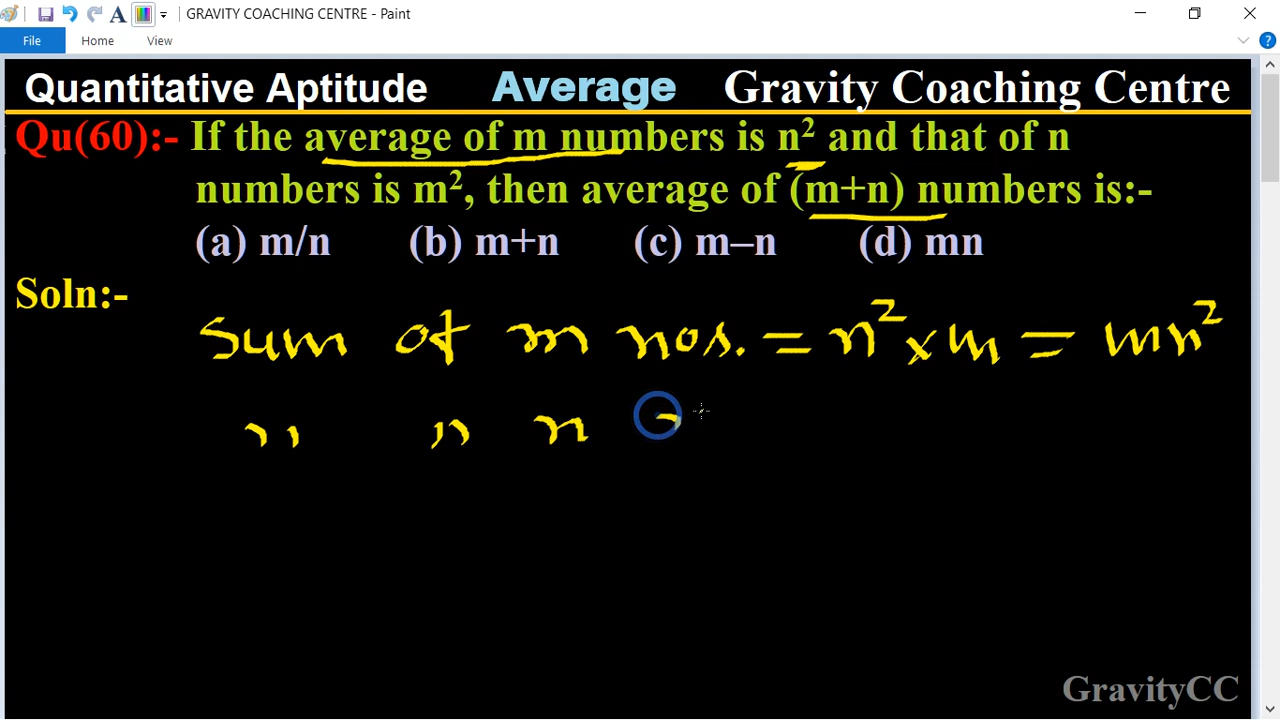 GRAVITY COACHING CENTRE - Paint
File Home View
Quantitative Aptitude Average Gravity Coaching Centre
Qu(60):- If the average of m numbers is n² and that of n
numbers is m², then average of (m+n) numbers is:-
(a) m/n (b) m+n (c) m–n (d) mn
Soln:-
Sum of m nos. = n² × m = mn²
" " n
GravityCC